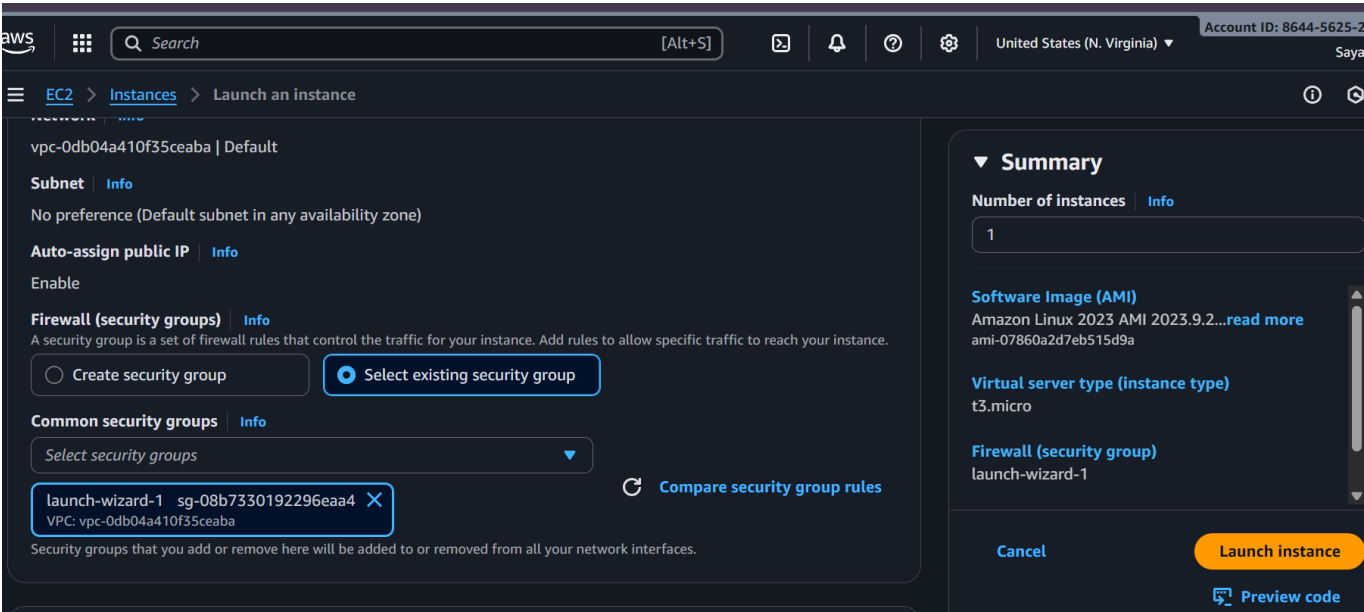 aws
Search [Alt+S]
United States (N. Virginia)
Account ID: 8644-5625-2
Saya
EC2 > Instances > Launch an instance
Network Info
vpc-0db04a410f35ceaba | Default
Subnet Info
No preference (Default subnet in any availability zone)
Auto-assign public IP Info
Enable
Firewall (security groups) Info
A security group is a set of firewall rules that control the traffic for your instance. Add rules to allow specific traffic to reach your instance.
Create security group
Select existing security group
Common security groups Info
Select security groups
launch-wizard-1 sg-08b7330192296eaa4
VPC: vpc-0db04a410f35ceaba
Compare security group rules
Security groups that you add or remove here will be added to or removed from all your network interfaces.
Summary
Number of instances Info
1
Software Image (AMI)
Amazon Linux 2023 AMI 2023.9.2...read more
ami-07860a2d7eb515d9a
Virtual server type (instance type)
t3.micro
Firewall (security group)
launch-wizard-1
Cancel
Launch instance
Preview code